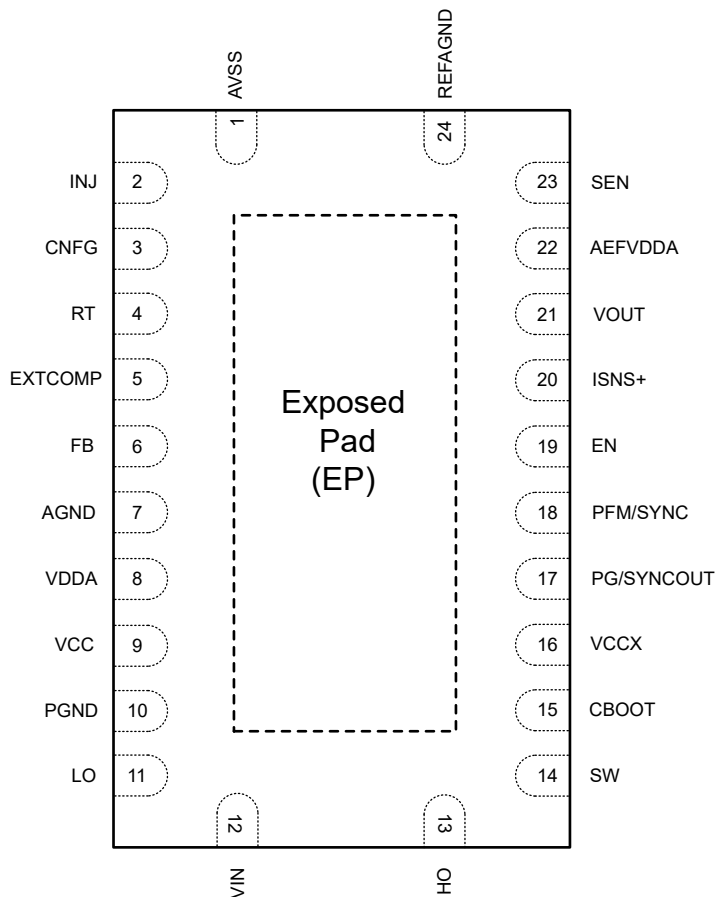 AVSS
REFAGND
1
24
INJ 2
23 SEN
CNFG 3
22 AEFVDDA
RT 4
21 VOUT
EXTCOMP 5
20 ISNS+
FB 6
19 EN
AGND 7
18 PFM/SYNC
VDDA 8
17 PG/SYNCOUT
VCC 9
16 VCCX
PGND 10
15 CBOOT
LO 11
14 SW
Exposed
Pad
(EP)
12
13
VIN
HO